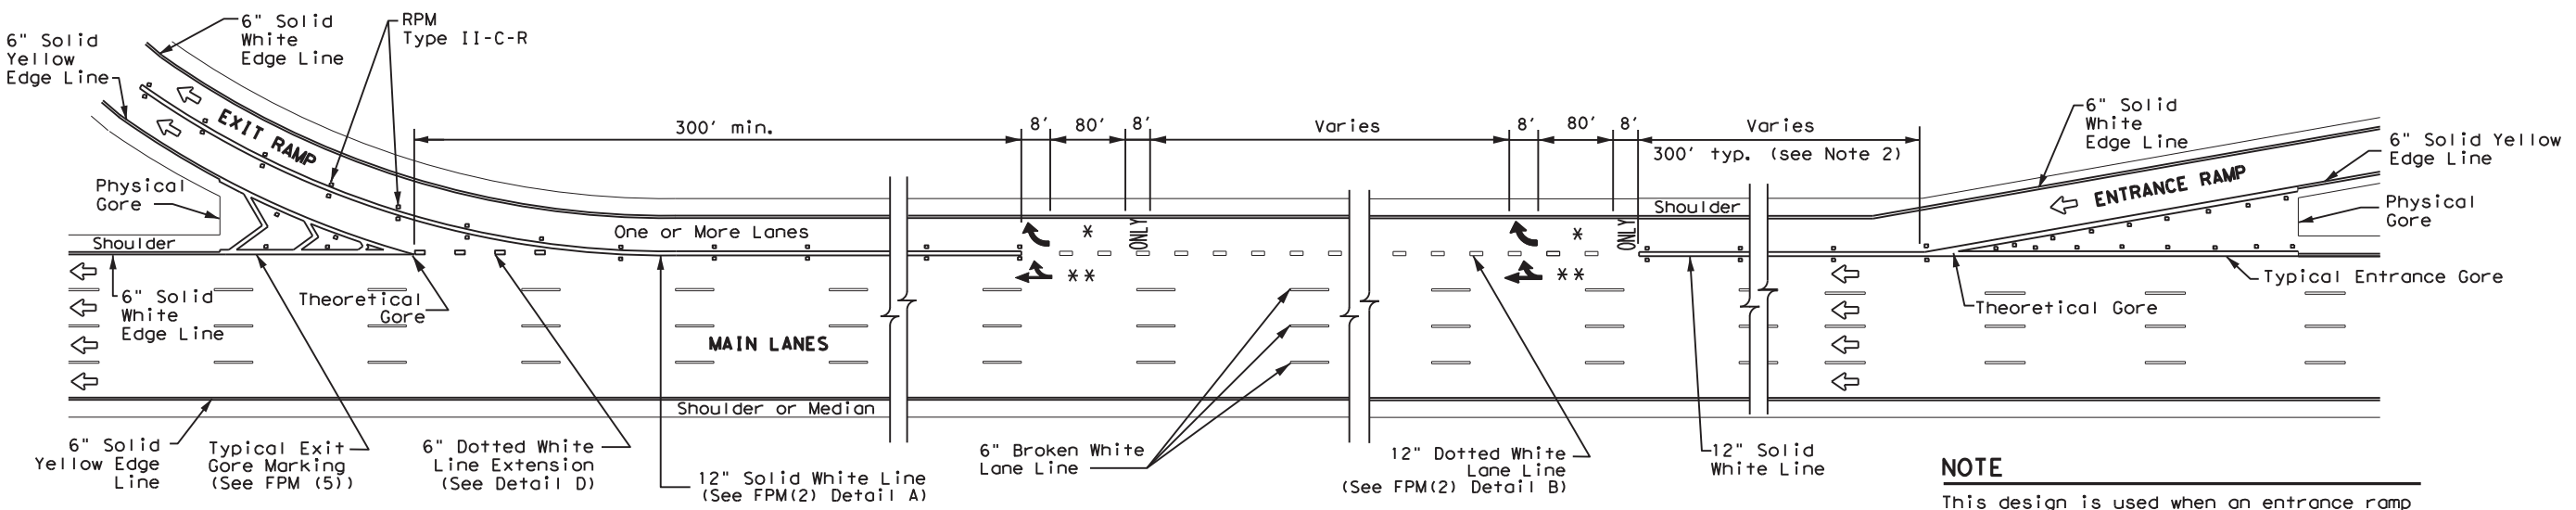 6" Solid
White
Edge Line
RPM
Type II-C-R
6" Solid
Yellow
Edge Line
EXIT RAMP
300' min.
8'
80'
8'
Varies
8'
80'
8'
Varies
300' typ. (see Note 2)
6" Solid
White
Edge Line
6" Solid Yellow
Edge Line
ENTRANCE RAMP
Physical
Gore
Physical
Gore
Shoulder
One or More Lanes
*
ONLY
*
ONLY
Shoulder
**
**
6" Solid
White
Edge Line
Theoretical
Gore
Typical Entrance Gore
Theoretical Gore
MAIN LANES
Shoulder or Median
6" Solid
Yellow Edge
Line
Typical Exit
Gore Marking
(See FPM (5))
6" Dotted White
Line Extension
(See Detail D)
12" Solid White Line
(See FPM(2) Detail A)
6" Broken White
Lane Line
12" Dotted White
Lane Line
(See FPM(2) Detail B)
12" Solid
White Line
NOTE
This design is used when an entrance ramp